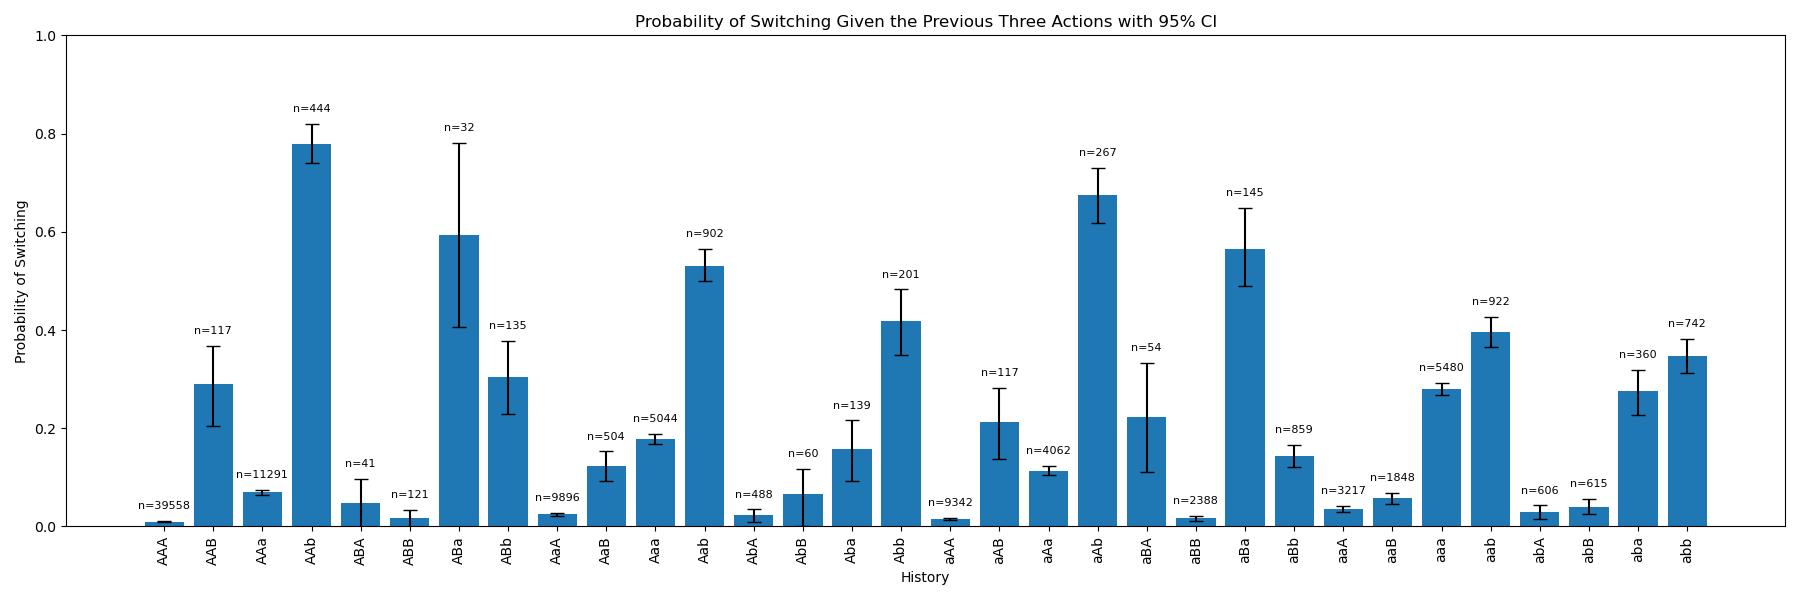 Probability of Switching Given the Previous Three Actions with 95% CI
Probability of Switching
1.0
0.8
0.6
0.4
0.2
0.0
n=39558
n=117
n=11291
n=444
n=41
n=121
n=32
n=135
n=9896
n=504
n=5044
n=902
n=488
n=60
n=139
n=201
n=9342
n=117
n=4062
n=267
n=54
n=2388
n=145
n=859
n=3217
n=1848
n=5480
n=922
n=606
n=615
n=360
n=742
AAA
AAB
AAa
AAb
ABA
ABB
ABa
ABb
AaA
AaB
Aaa
Aab
AbA
AbB
Aba
Abb
aAA
aAB
aAa
aAb
aBA
aBB
aBa
aBb
aaA
aaB
aaa
aab
abA
abB
aba
abb
History